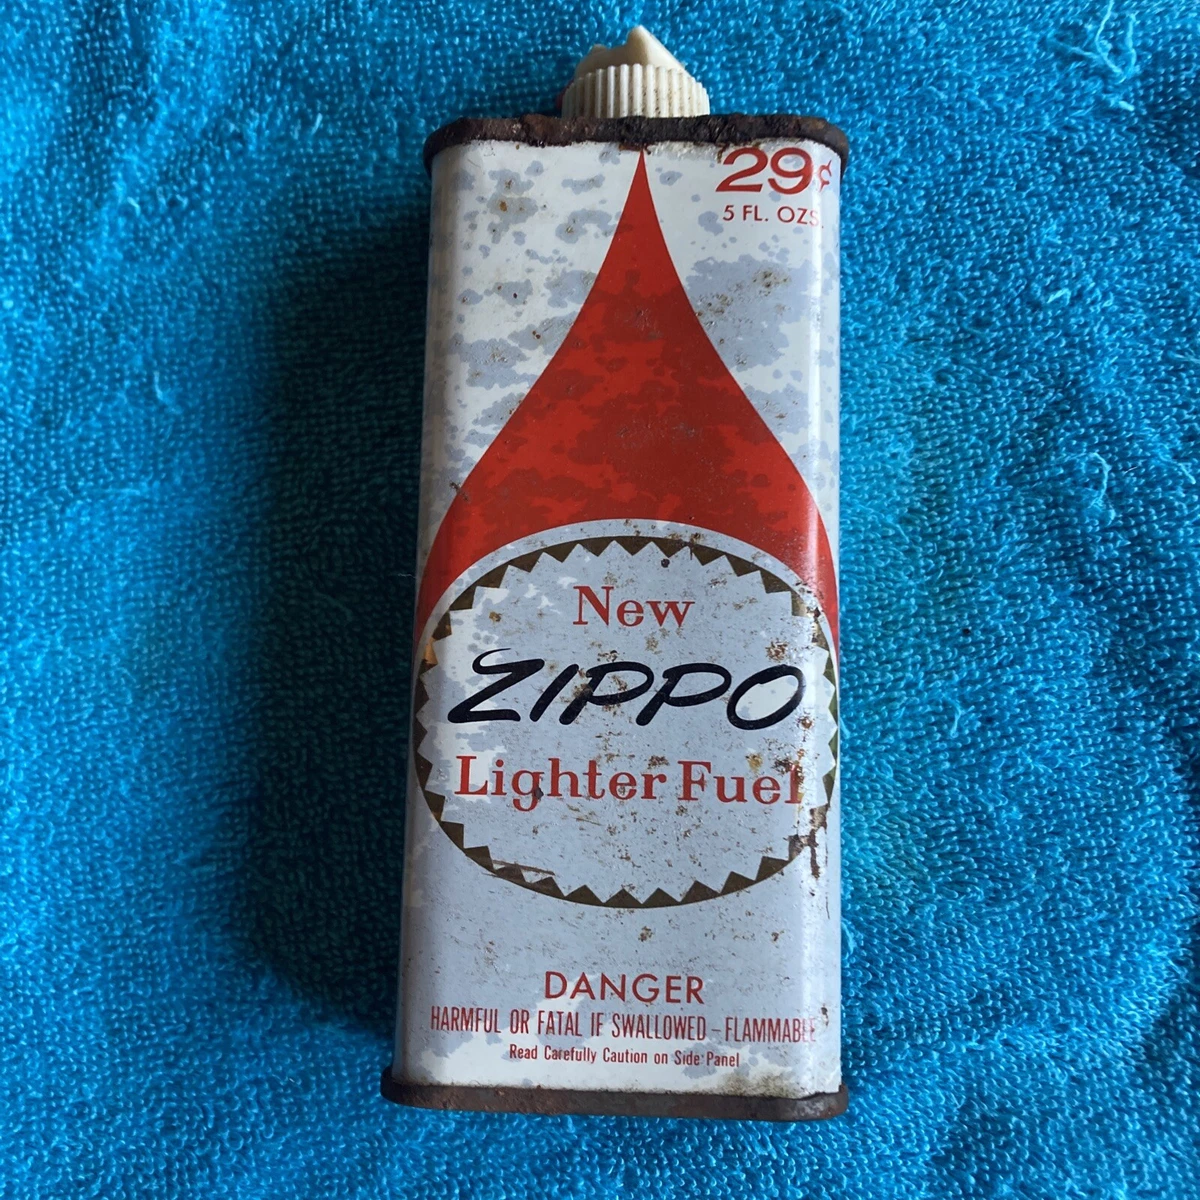 29¢
5 FL. OZS.
New
ZIPPO
Lighter Fuel
DANGER
HARMFUL OR FATAL IF SWALLOWED - FLAMMABLE
Read Carefully Caution on Side Panel